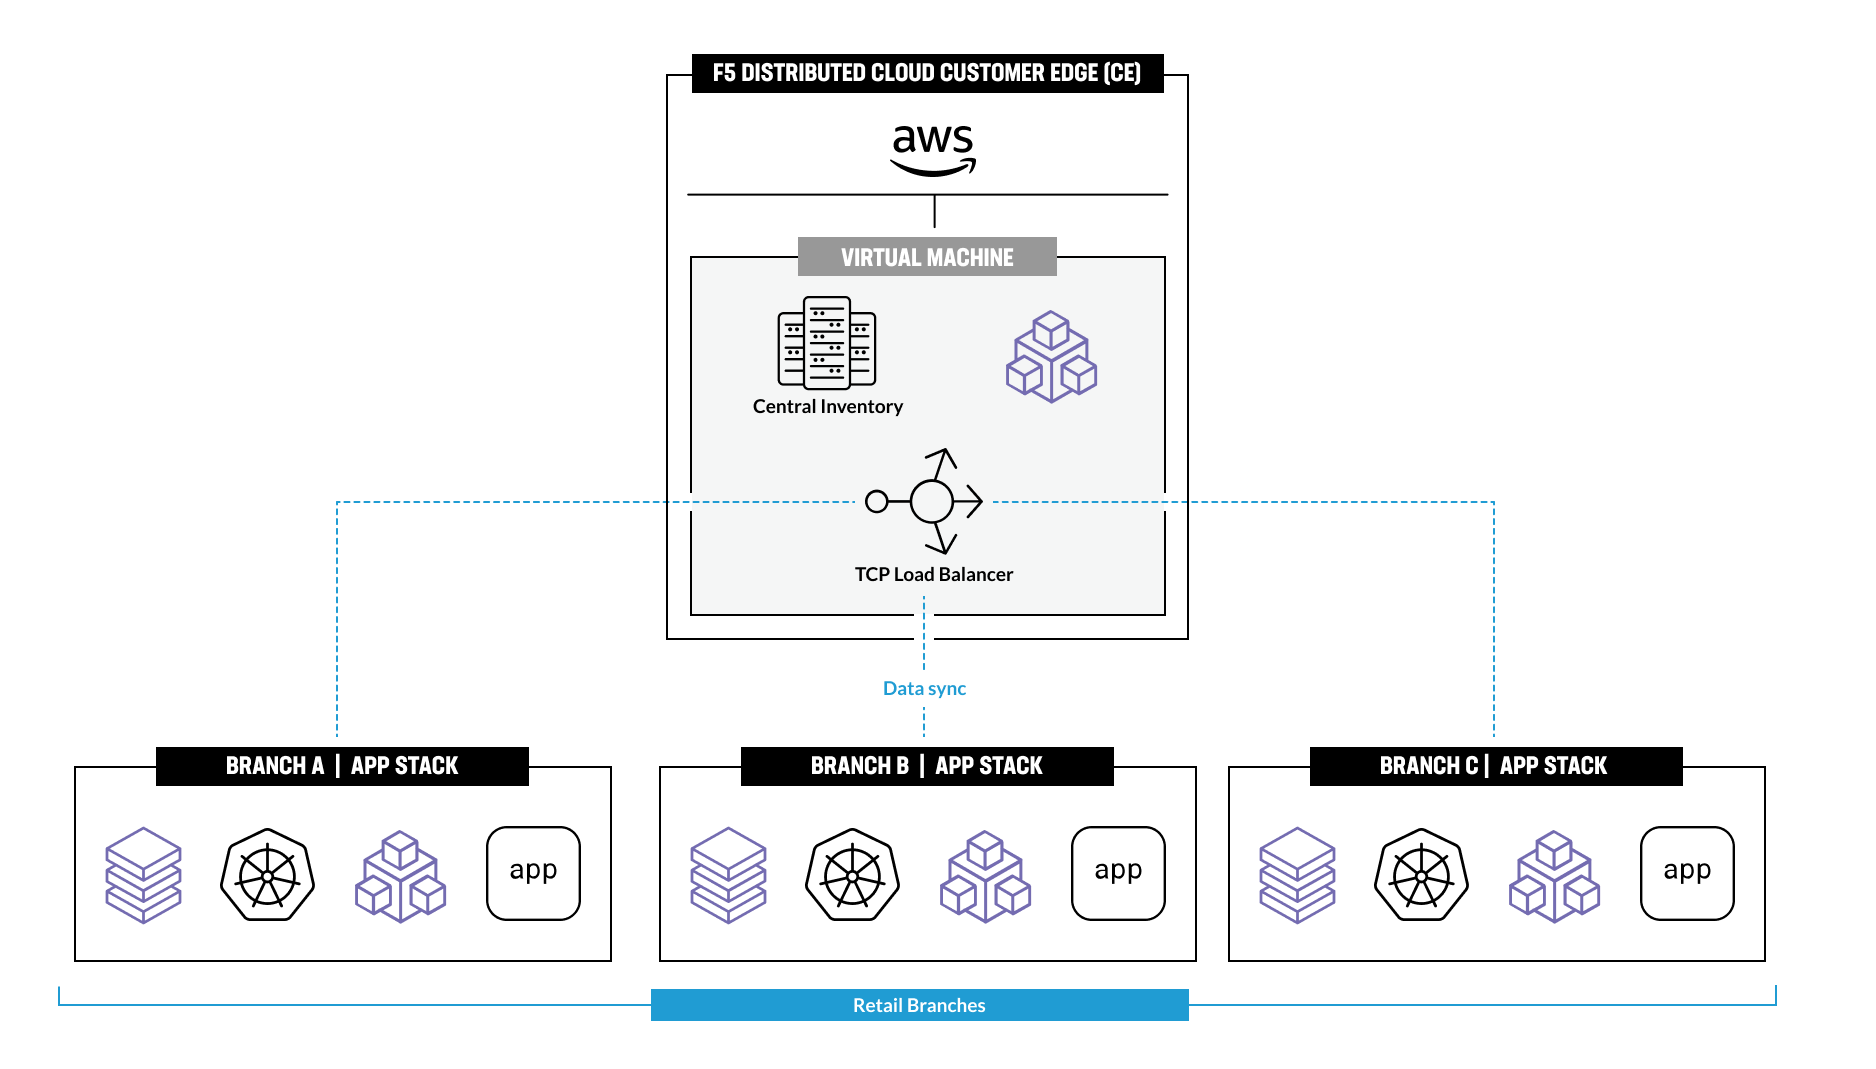 F5 DISTRIBUTED CLOUD CUSTOMER EDGE (CE)
aws
VIRTUAL MACHINE
Central Inventory
TCP Load Balancer
Data sync
BRANCH A | APP STACK
BRANCH B | APP STACK
BRANCH C | APP STACK
app
app
app
Retail Branches